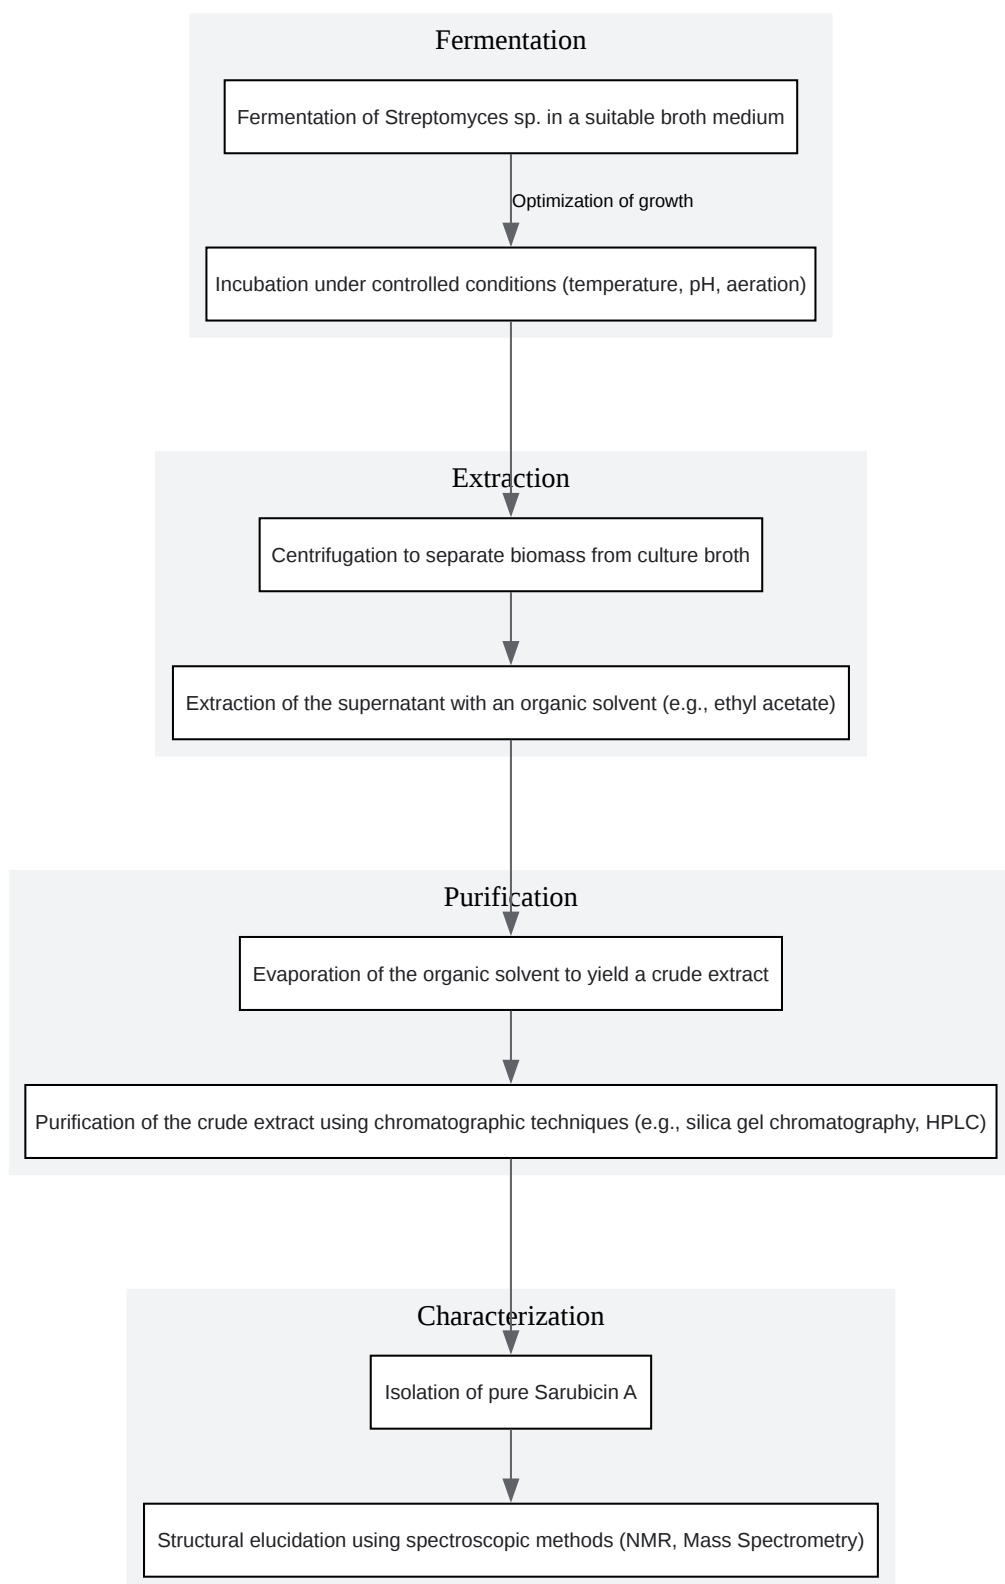 Fermentation
Fermentation of Streptomyces sp. in a suitable broth medium
Optimization of growth
Incubation under controlled conditions (temperature, pH, aeration)
Extraction
Centrifugation to separate biomass from culture broth
Extraction of the supernatant with an organic solvent (e.g., ethyl acetate)
Purification
Evaporation of the organic solvent to yield a crude extract
Purification of the crude extract using chromatographic techniques (e.g., silica gel chromatography, HPLC)
Characterization
Isolation of pure Sarubicin A
Structural elucidation using spectroscopic methods (NMR, Mass Spectrometry)